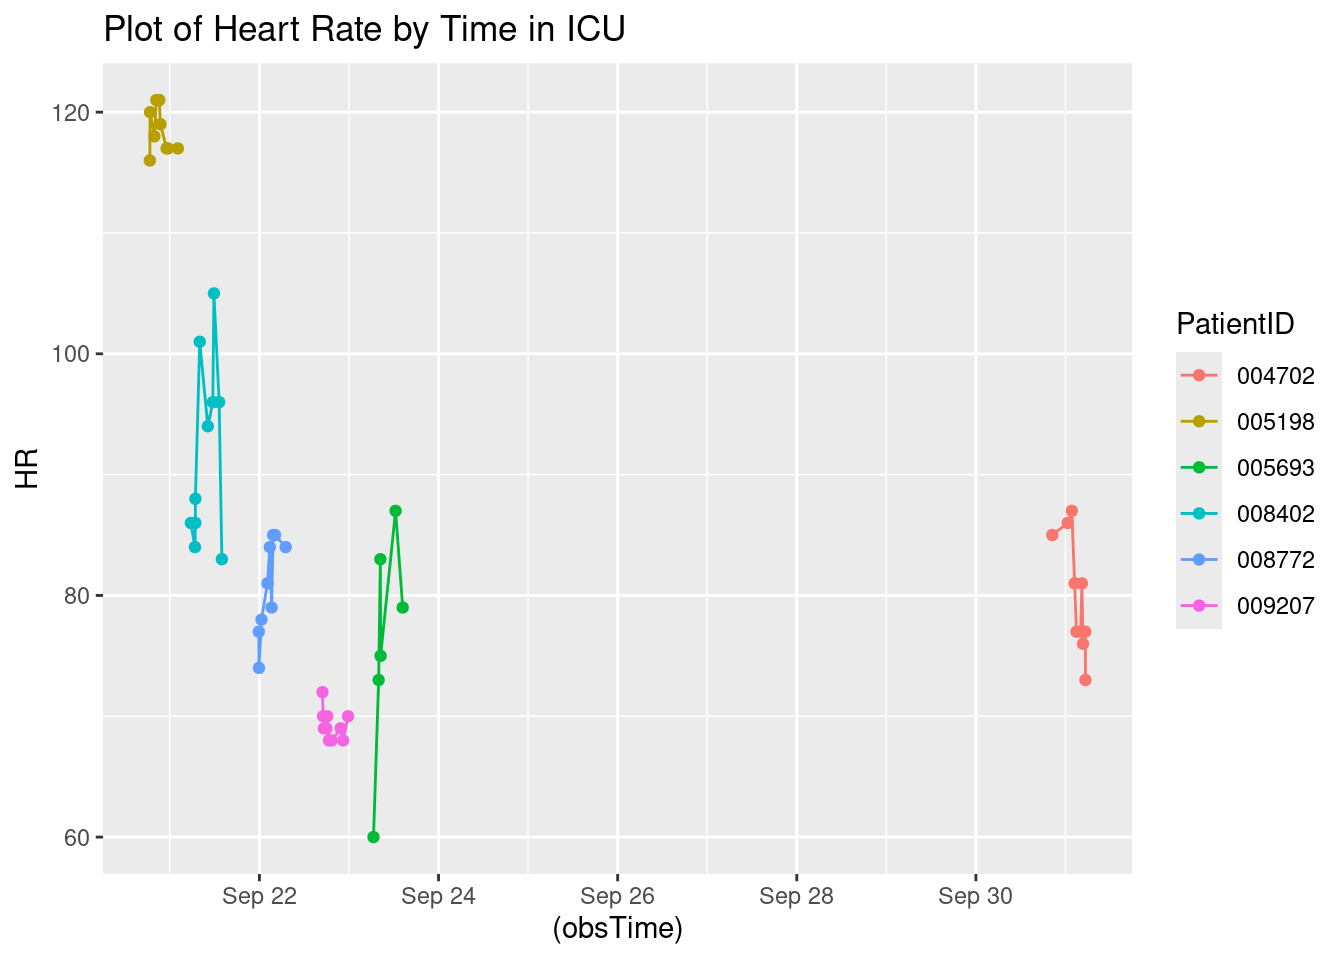 Plot of Heart Rate by Time in ICU
120
100
80
60
HR
Sep 22
Sep 24
Sep 26
Sep 28
Sep 30
(obsTime)
PatientID
004702
005198
005693
008402
008772
009207